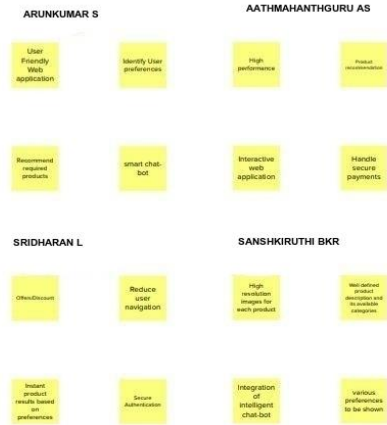 ARUNKUMAR S
AATHMAHANTHGURU AS
User
Friendly
Web
application
Identify User
preferences
High
performance
Product
recommendation
Recommend
required
products
smart chat-
bot
Interactive
web
application
Handle
secure
payments
SRIDHARAN L
SANSHKIRUTHI BKR
Offers/Discount
Reduce
user
navigation
High
resolution
images for
each product
Well defined
product
description and
its available
categories
Instant
product
results based
on
preferences
Secure
Authentication
Integration
of
intelligent
chat-bot
various
preferences
to be shown